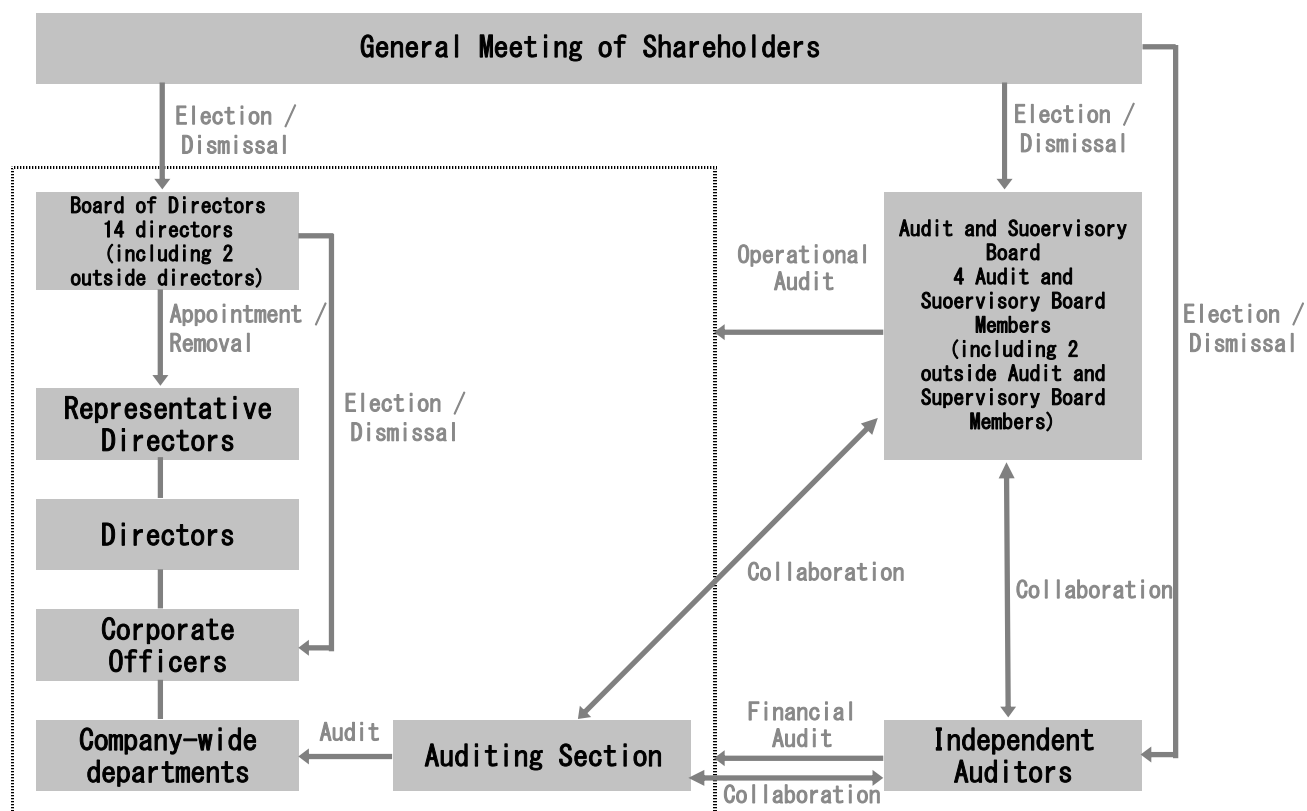 General Meeting of Shareholders
Election /
Dismissal
Election /
Dismissal
Board of Directors
14 directors
(including 2
outside directors)
Audit and Suoervisory
Board
4 Audit and
Suoervisory Board
Members
(including 2
outside Audit and
Supervisory Board
Members)
Operational
Audit
Election /
Dismissal
Appointment /
Removal
Representative
Directors
Election /
Dismissal
Directors
Collaboration
Collaboration
Corporate
Officers
Company-wide
departments
Audit
Auditing Section
Financial
Audit
Collaboration
Independent
Auditors